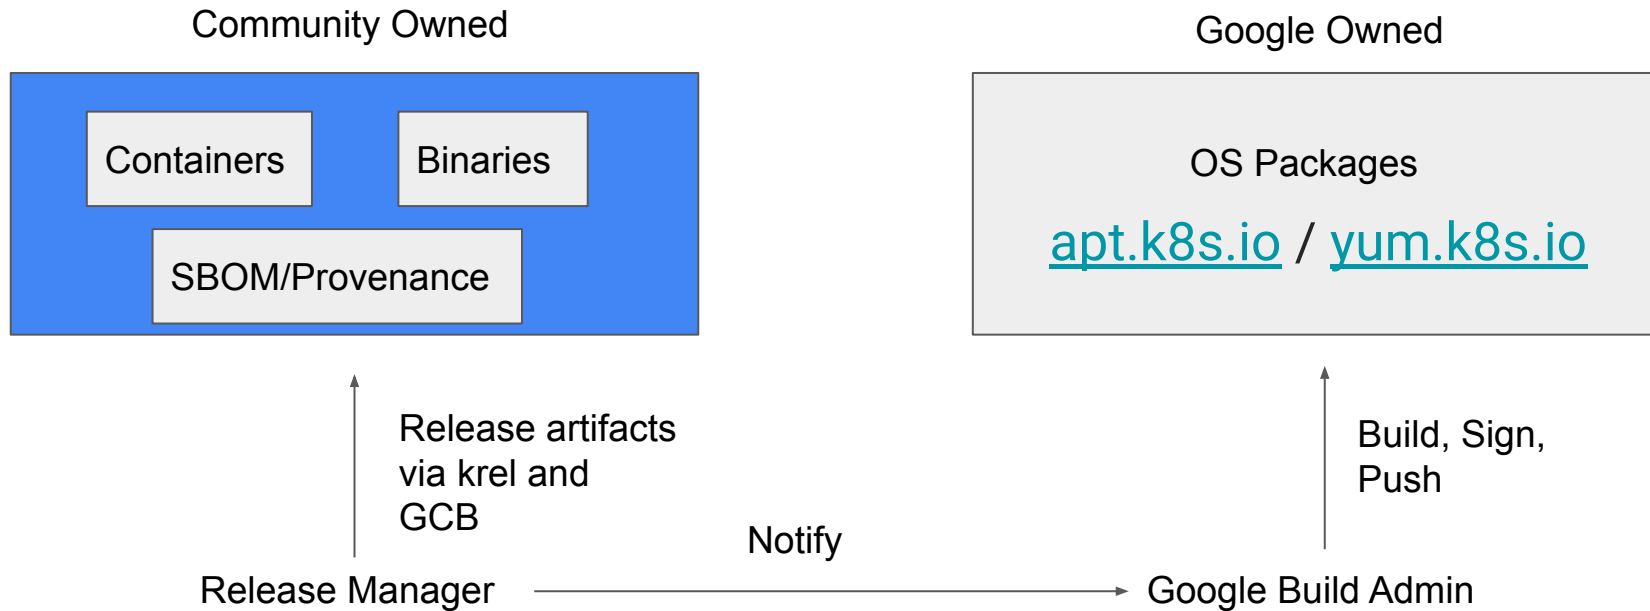 Community Owned
Google Owned
Containers
Binaries
SBOM/Provenance
OS Packages
apt.k8s.io / yum.k8s.io
Release artifacts
via krel and
GCB
Build, Sign,
Push
Notify
Release Manager
Google Build Admin